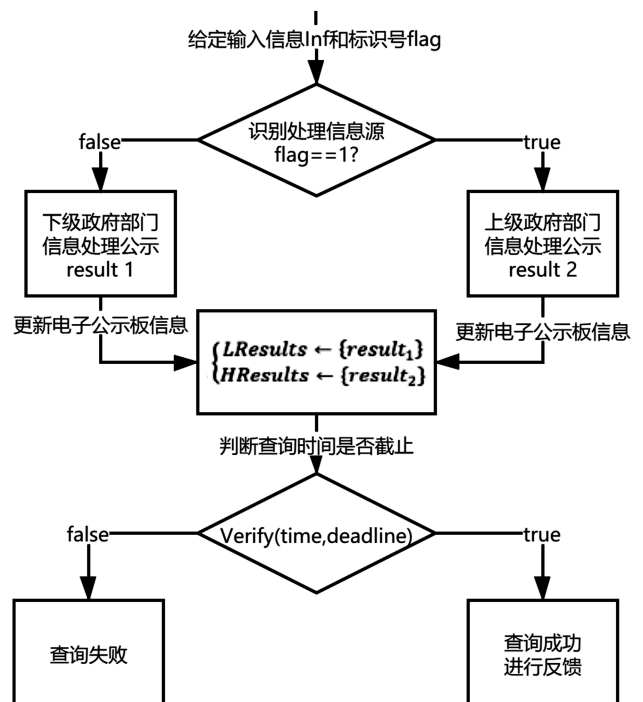 给定输入信息Inf和标识号flag
识别处理信息源
flag==1?
false
true
下级政府部门
信息处理公示
result 1
上级政府部门
信息处理公示
result 2
更新电子公示板信息
更新电子公示板信息
{LResults ← {result₁}
HResults ← {result₂}
判断查询时间是否截止
Verify(time,deadline)
false
true
查询失败
查询成功
进行反馈